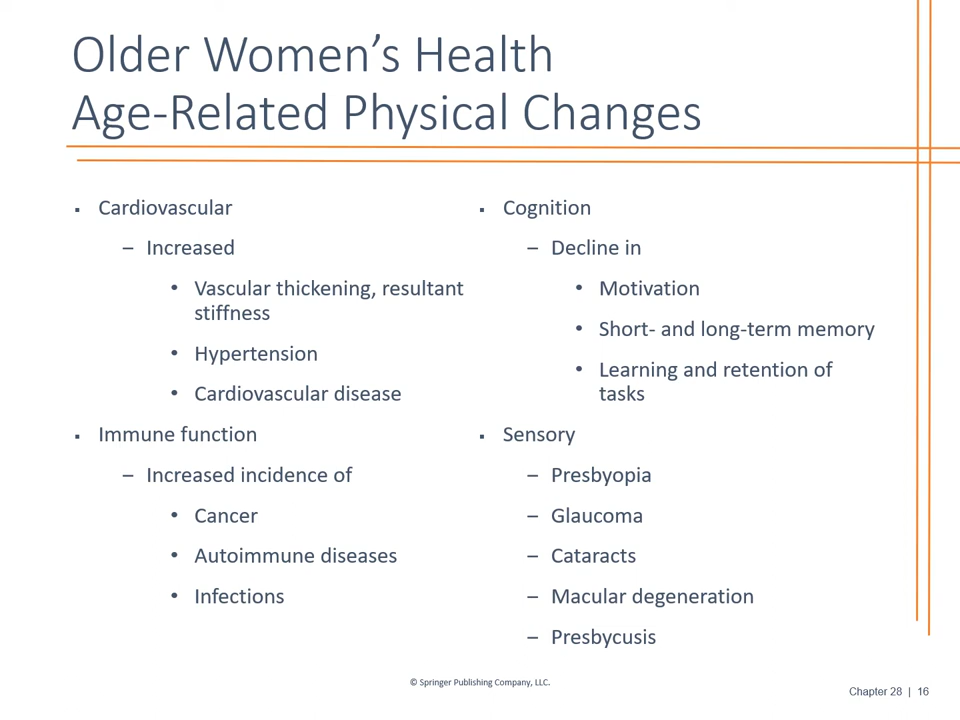 Older Women’s Health
Age-Related Physical Changes
▪ Cardiovascular
– Increased
• Vascular thickening, resultant
stiffness
• Hypertension
• Cardiovascular disease
▪ Immune function
– Increased incidence of
• Cancer
• Autoimmune diseases
• Infections
▪ Cognition
– Decline in
• Motivation
• Short- and long-term memory
• Learning and retention of
tasks
▪ Sensory
– Presbyopia
– Glaucoma
– Cataracts
– Macular degeneration
– Presbycusis
© Springer Publishing Company, LLC.
Chapter 28 | 16